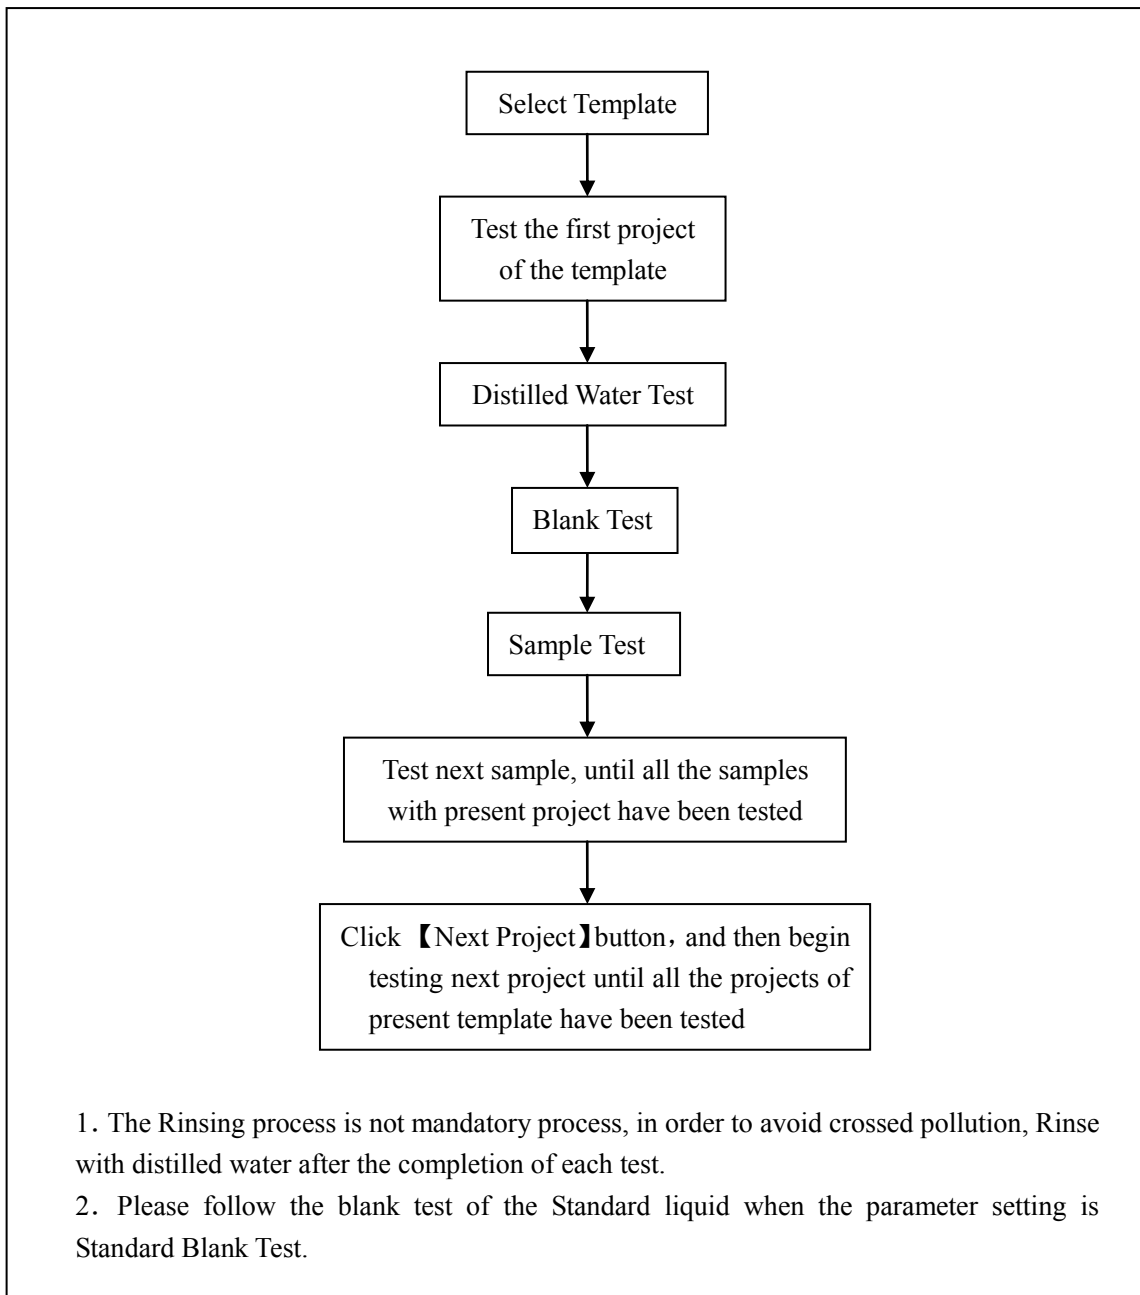 Select Template
Test the first project
of the template
Distilled Water Test
Blank Test
Sample Test
Test next sample, until all the samples
with present project have been tested
Click 【Next Project】button，and then begin
testing next project until all the projects of
present template have been tested
1．The Rinsing process is not mandatory process, in order to avoid crossed pollution, Rinse
with distilled water after the completion of each test.
2．Please follow the blank test of the Standard liquid when the parameter setting is
Standard Blank Test.